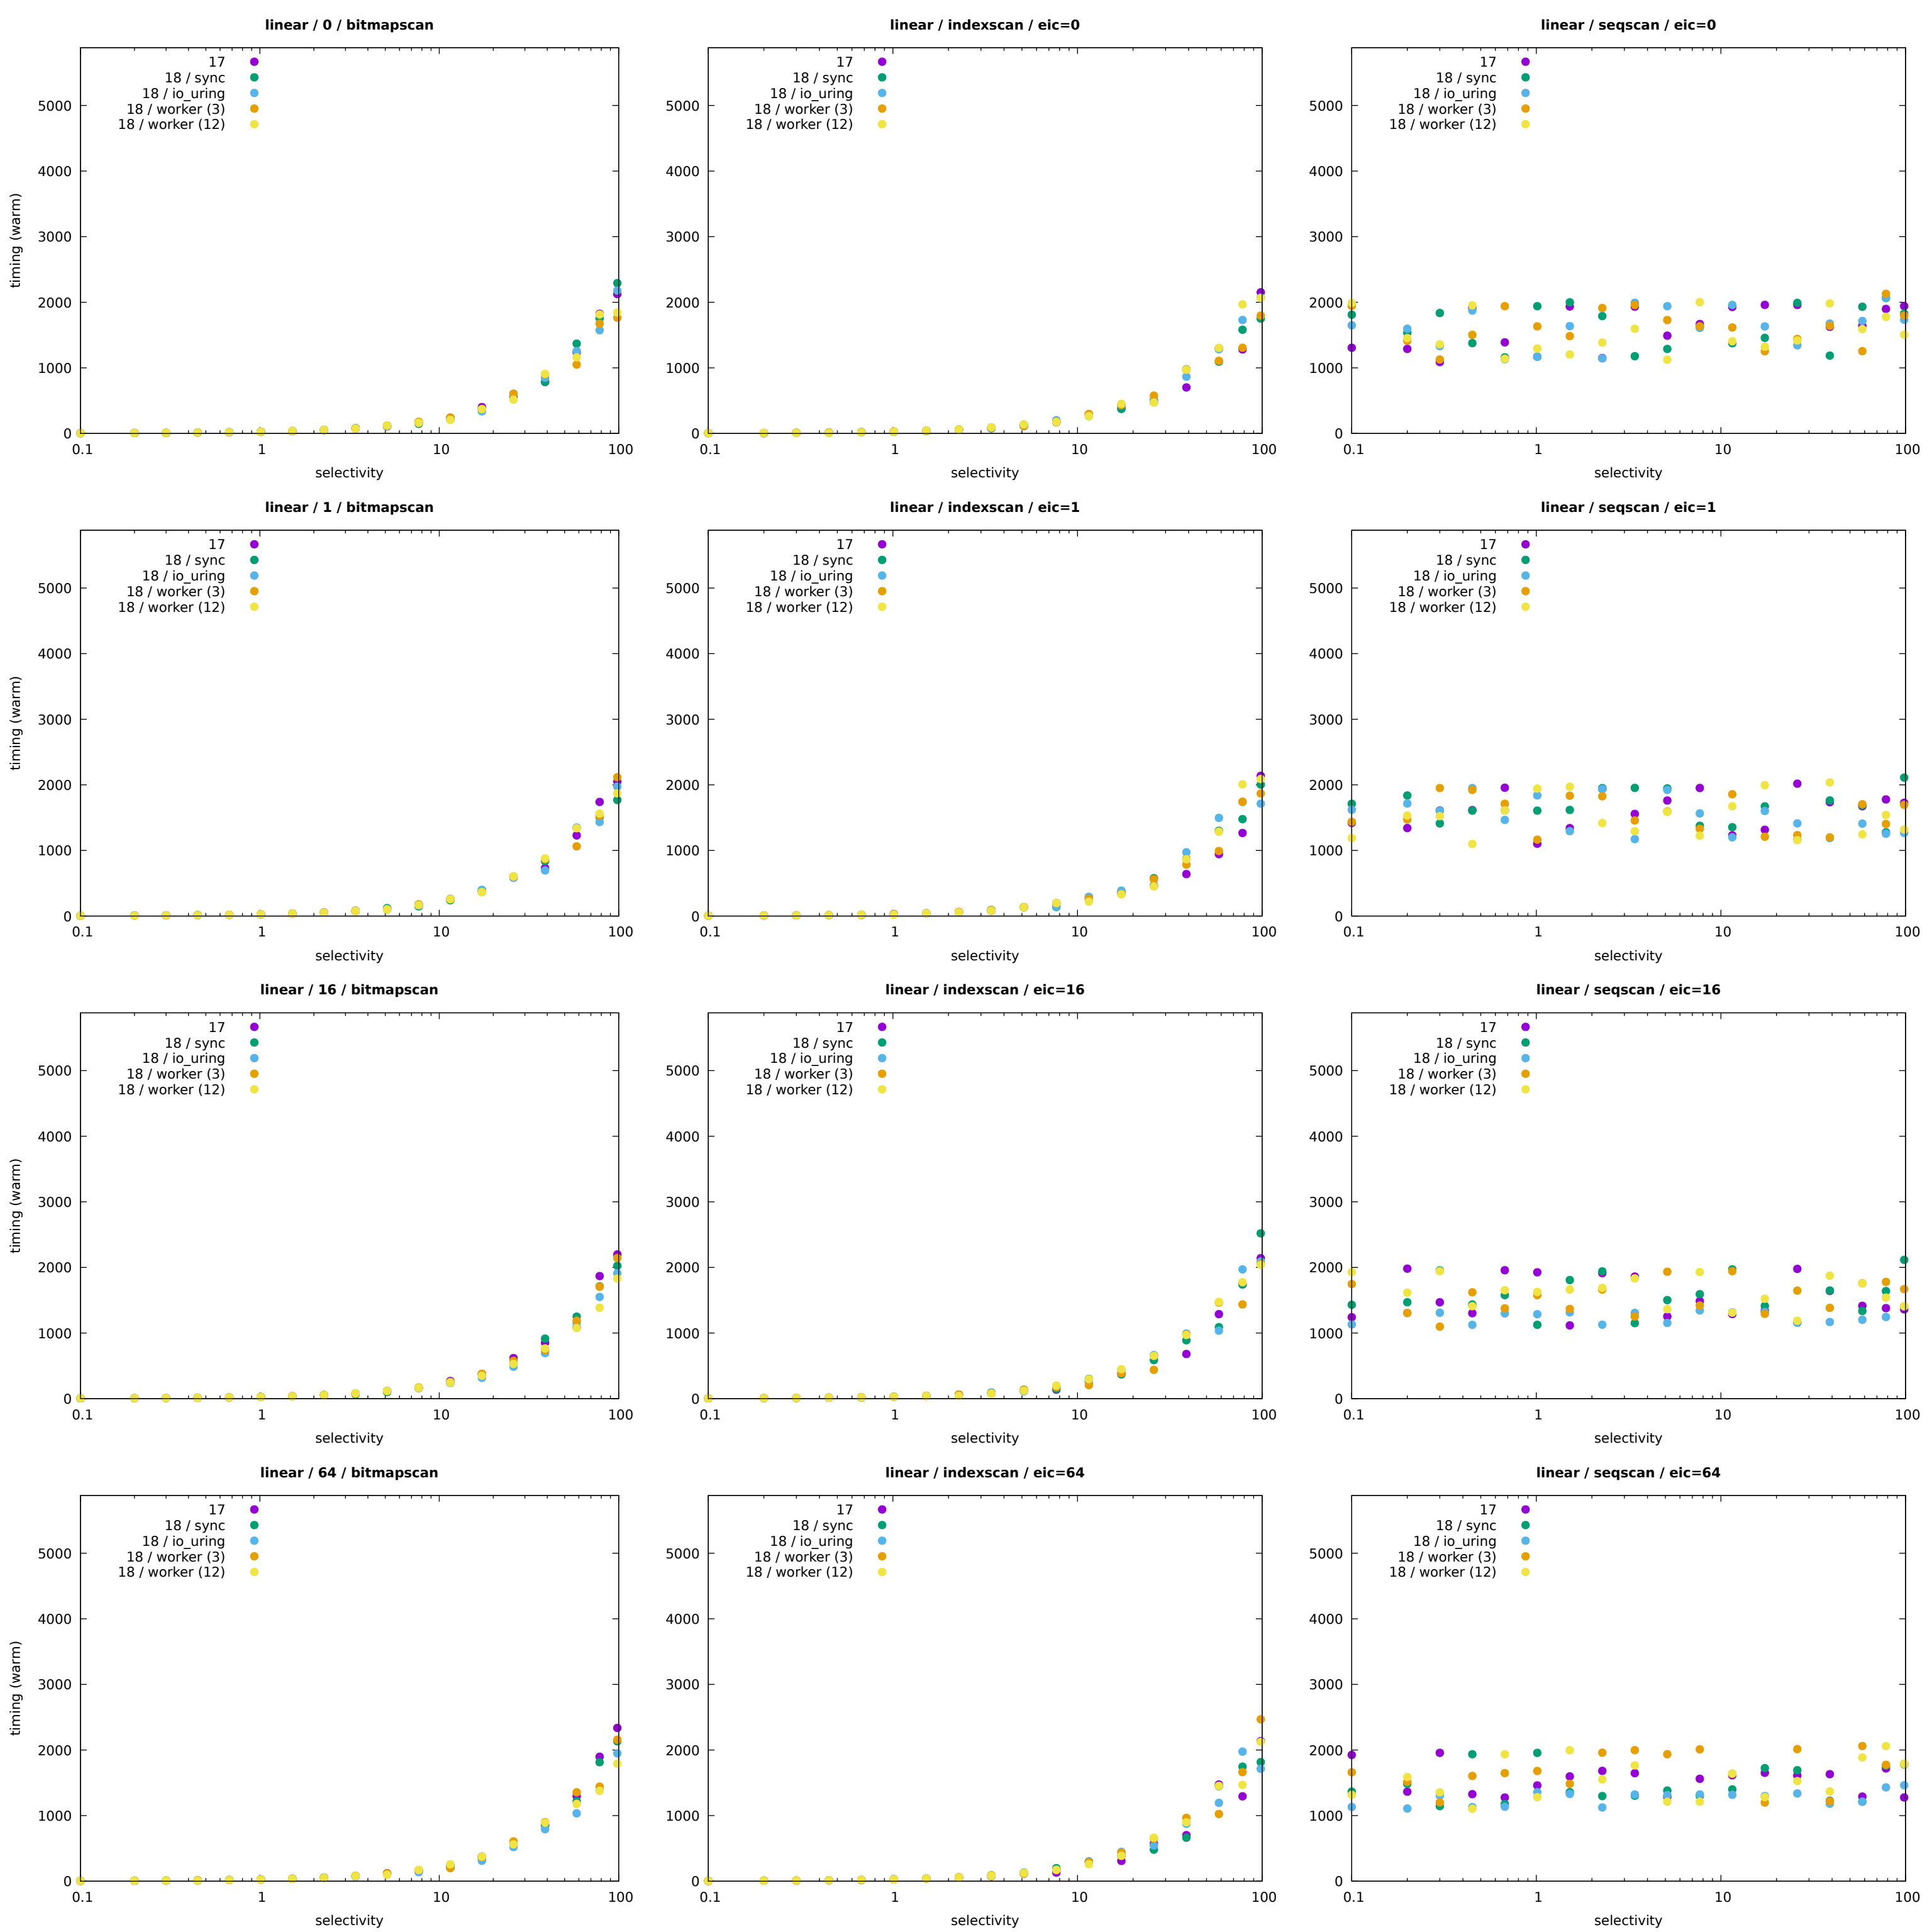 linear / 0 / bitmapscan
timing (warm)
5000
4000
3000
2000
1000
0
17
18 / sync
18 / io_uring
18 / worker (3)
18 / worker (12)
0.1 1 10 100
selectivity
linear / indexscan / eic=0
5000
4000
3000
2000
1000
0
17
18 / sync
18 / io_uring
18 / worker (3)
18 / worker (12)
0.1 1 10 100
selectivity
linear / seqscan / eic=0
5000
4000
3000
2000
1000
0
17
18 / sync
18 / io_uring
18 / worker (3)
18 / worker (12)
0.1 1 10 100
selectivity
linear / 1 / bitmapscan
timing (warm)
5000
4000
3000
2000
1000
0
17
18 / sync
18 / io_uring
18 / worker (3)
18 / worker (12)
0.1 1 10 100
selectivity
linear / indexscan / eic=1
5000
4000
3000
2000
1000
0
17
18 / sync
18 / io_uring
18 / worker (3)
18 / worker (12)
0.1 1 10 100
selectivity
linear / seqscan / eic=1
5000
4000
3000
2000
1000
0
17
18 / sync
18 / io_uring
18 / worker (3)
18 / worker (12)
0.1 1 10 100
selectivity
linear / 16 / bitmapscan
timing (warm)
5000
4000
3000
2000
1000
0
17
18 / sync
18 / io_uring
18 / worker (3)
18 / worker (12)
0.1 1 10 100
selectivity
linear / indexscan / eic=16
5000
4000
3000
2000
1000
0
17
18 / sync
18 / io_uring
18 / worker (3)
18 / worker (12)
0.1 1 10 100
selectivity
linear / seqscan / eic=16
5000
4000
3000
2000
1000
0
17
18 / sync
18 / io_uring
18 / worker (3)
18 / worker (12)
0.1 1 10 100
selectivity
linear / 64 / bitmapscan
timing (warm)
5000
4000
3000
2000
1000
0
17
18 / sync
18 / io_uring
18 / worker (3)
18 / worker (12)
0.1 1 10 100
selectivity
linear / indexscan / eic=64
5000
4000
3000
2000
1000
0
17
18 / sync
18 / io_uring
18 / worker (3)
18 / worker (12)
0.1 1 10 100
selectivity
linear / seqscan / eic=64
5000
4000
3000
2000
1000
0
17
18 / sync
18 / io_uring
18 / worker (3)
18 / worker (12)
0.1 1 10 100
selectivity